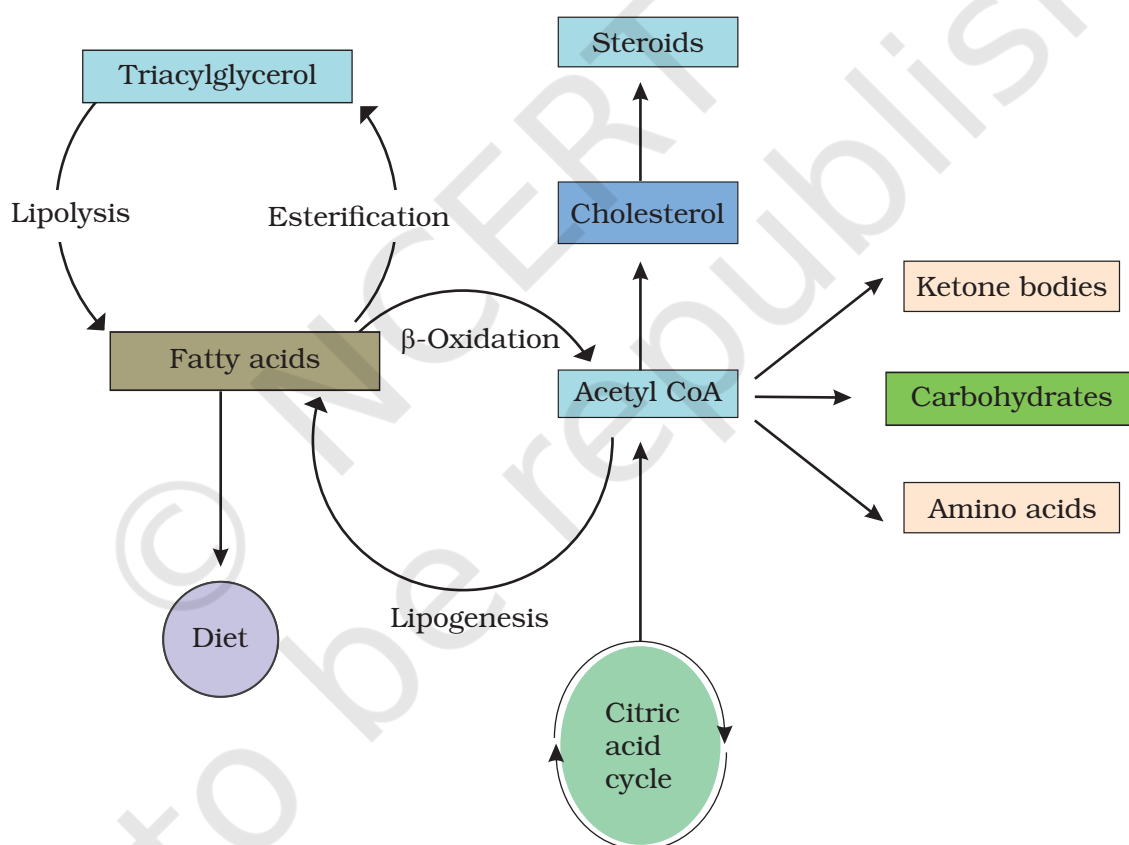 Steroids
Triacylglycerol
Lipolysis
Esterification
Cholesterol
Ketone bodies
β-Oxidation
Fatty acids
Acetyl CoA
Carbohydrates
Amino acids
Lipogenesis
Diet
Citric
acid
cycle
© NCERT
to be republis